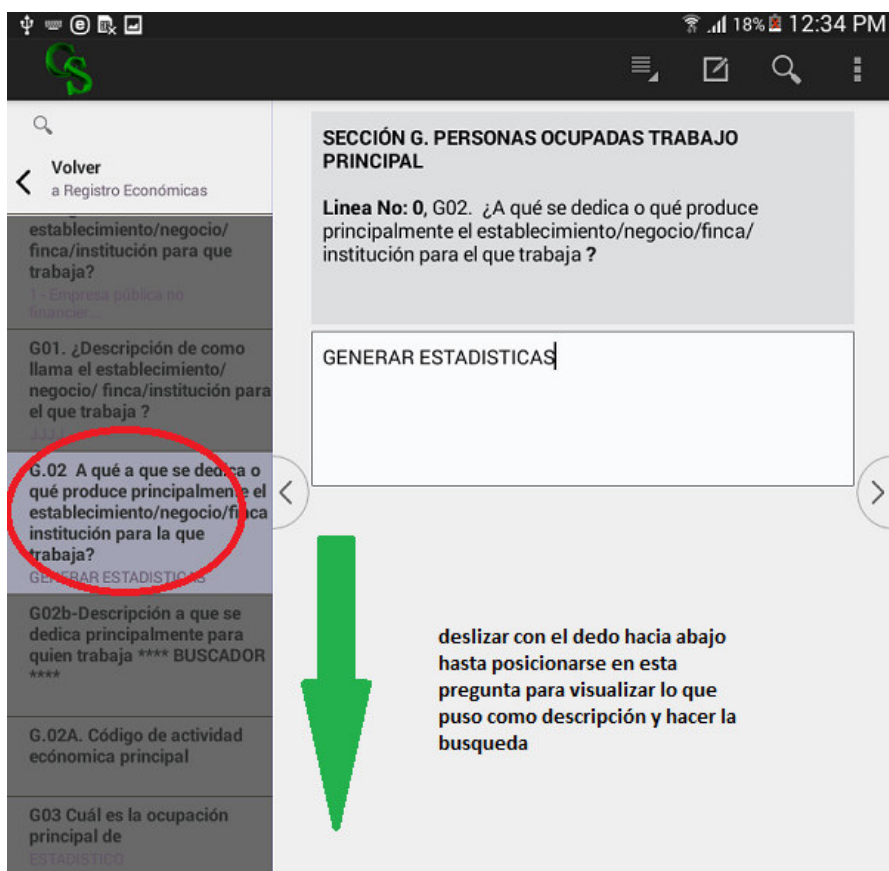 18% 12:34 PM
CS
Volver
a Registro Económicas
establecimiento/negocio/
finca/institución para que
trabaja?
1 - Empresa pública no
financier...
G01. ¿Descripción de como
llama el establecimiento/
negocio/ finca/institución para
el que trabaja ?
G.02 A qué a que se dedica o
qué produce principalmente el
establecimiento/negocio/finca
institución para la que
trabaja?
GENERAR ESTADISTICAS
G02b-Descripción a que se
dedica principalmente para
quien trabaja **** BUSCADOR
****
G.02A. Código de actividad
ecónomica principal
G03 Cuál es la ocupación
principal de
ESTADISTICO
SECCIÓN G. PERSONAS OCUPADAS TRABAJO
PRINCIPAL
Linea No: 0, G02. ¿A qué se dedica o qué produce
principalmente el establecimiento/negocio/finca/
institución para el que trabaja ?
GENERAR ESTADISTICAS
deslizar con el dedo hacia abajo
hasta posicionarse en esta
pregunta para visualizar lo que
puso como descripción y hacer la
busqueda